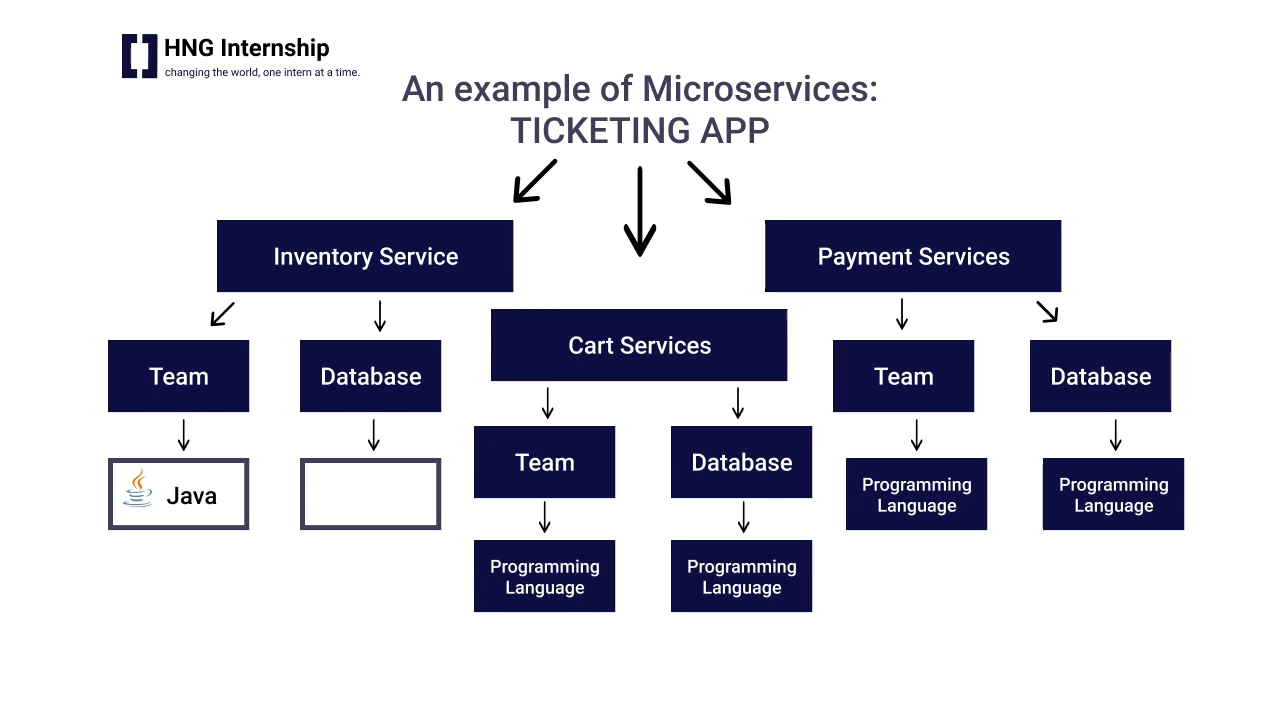 HNG Internship
changing the world, one intern at a time.
An example of Microservices:
TICKETING APP
Inventory Service
Payment Services
Cart Services
Team
Database
Team
Database
Team
Database
Java
Programming
Language
Programming
Language
Programming
Language
Programming
Language